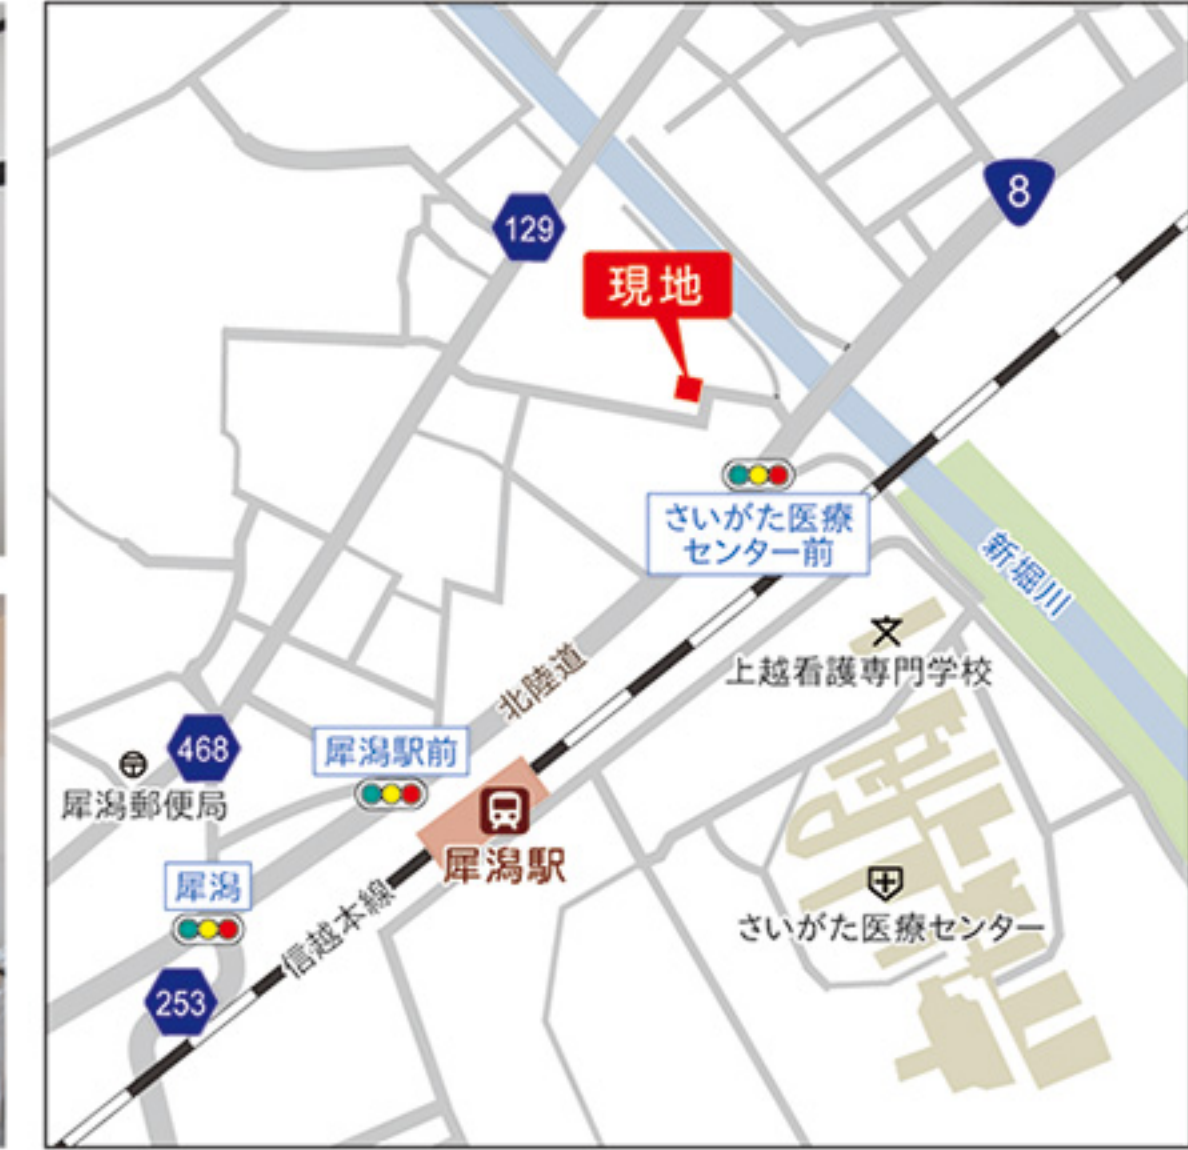 8
129
現地
さいがた医療
センター前
新堀川
上越看護専門学校
北陸道
468
犀潟駅前
犀潟郵便局
犀潟駅
犀潟
さいがた医療センター
信越本線
253